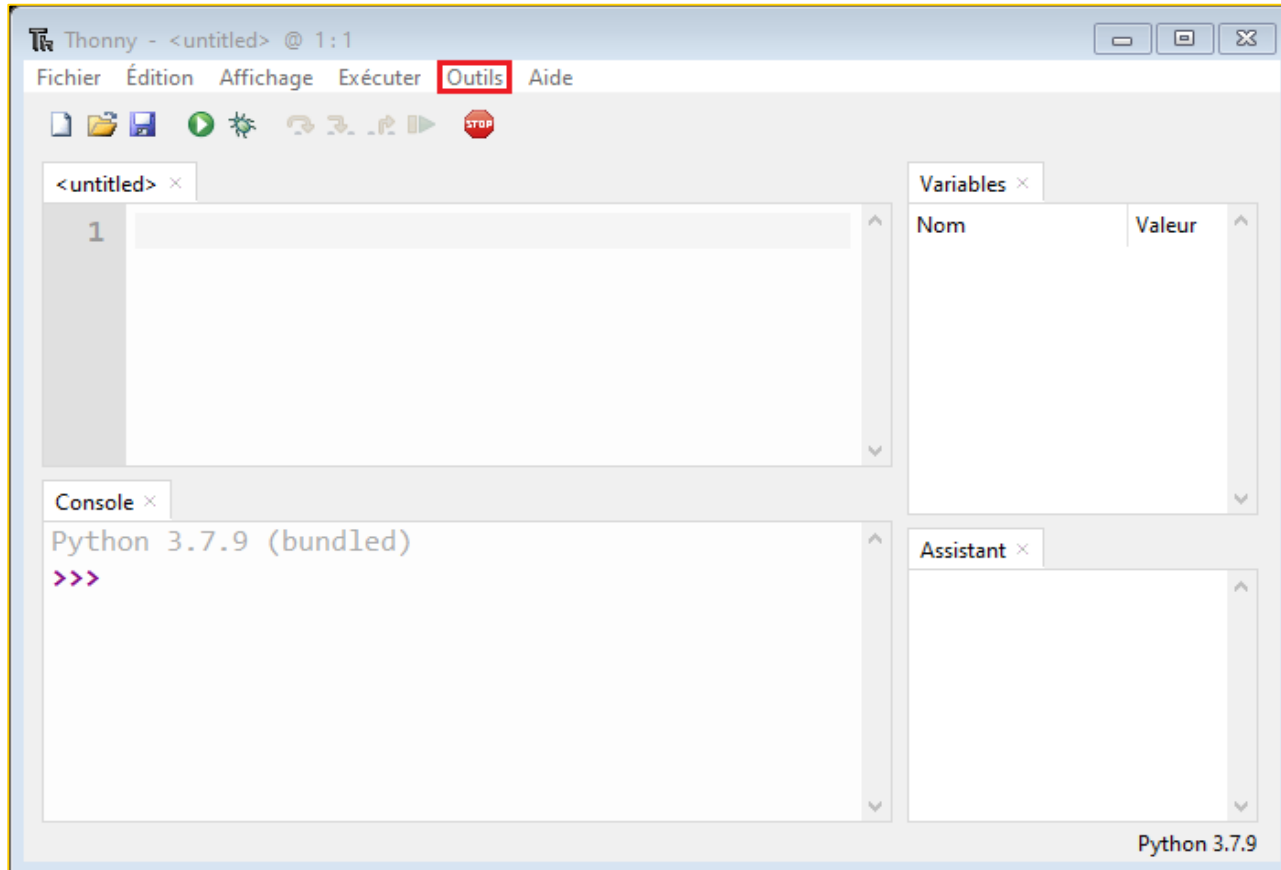 Thonny - <untitled> @ 1:1
Fichier Édition Affichage Exécuter Outils Aide
STOP
<untitled>
1
Variables
Nom Valeur
Console
Python 3.7.9 (bundled)
>>>
Assistant
Python 3.7.9